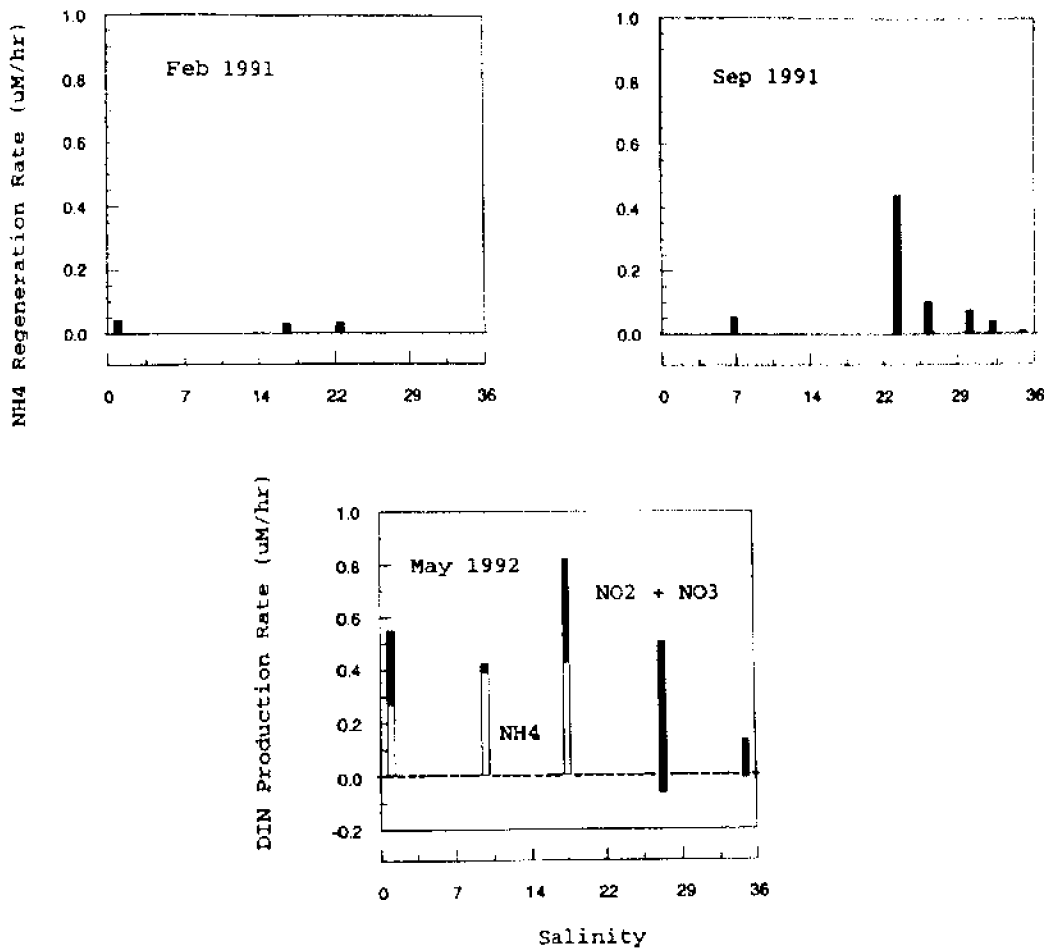 NH4 Regeneration Rate (uM/hr)
1.0
0.8
0.6
0.4
0.2
0.0
Feb 1991
0 7 14 22 29 36
1.0
0.8
0.6
0.4
0.2
0.0
Sep 1991
0 7 14 22 29 36
DIN Production Rate (uM/hr)
1.0
0.8
0.6
0.4
0.2
0.0
-0.2
May 1992
NO2 + NO3
NH4
0 7 14 22 29 36
Salinity